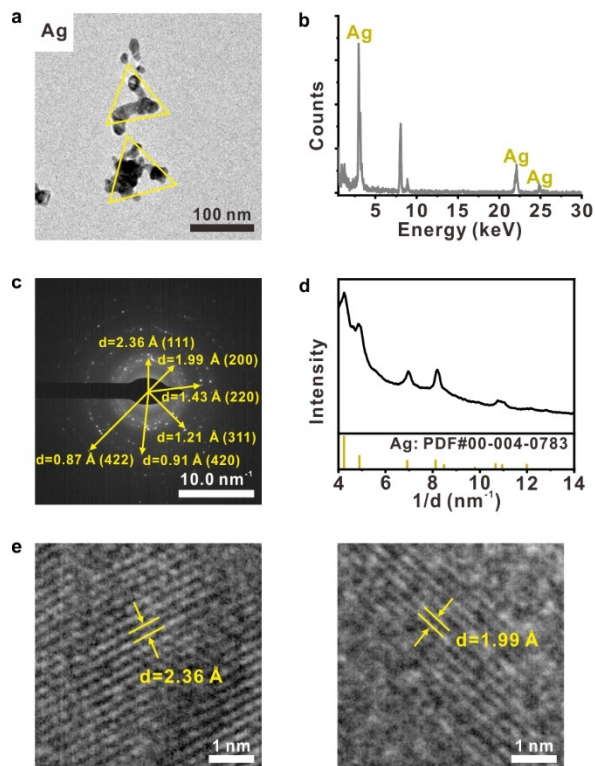 a
Ag
100 nm
b
Ag
Ag
Ag
Counts
5 10 15 20 25 30
Energy (keV)
c
d=2.36 Å (111)
d=1.99 Å (200)
d=1.43 Å (220)
d=1.21 Å (311)
d=0.87 Å (422)
d=0.91 Å (420)
10.0 nm⁻¹
d
Intensity
Ag: PDF#00-004-0783
4 6 8 10 12 14
1/d (nm⁻¹)
e
d=2.36 Å
1 nm
d=1.99 Å
1 nm